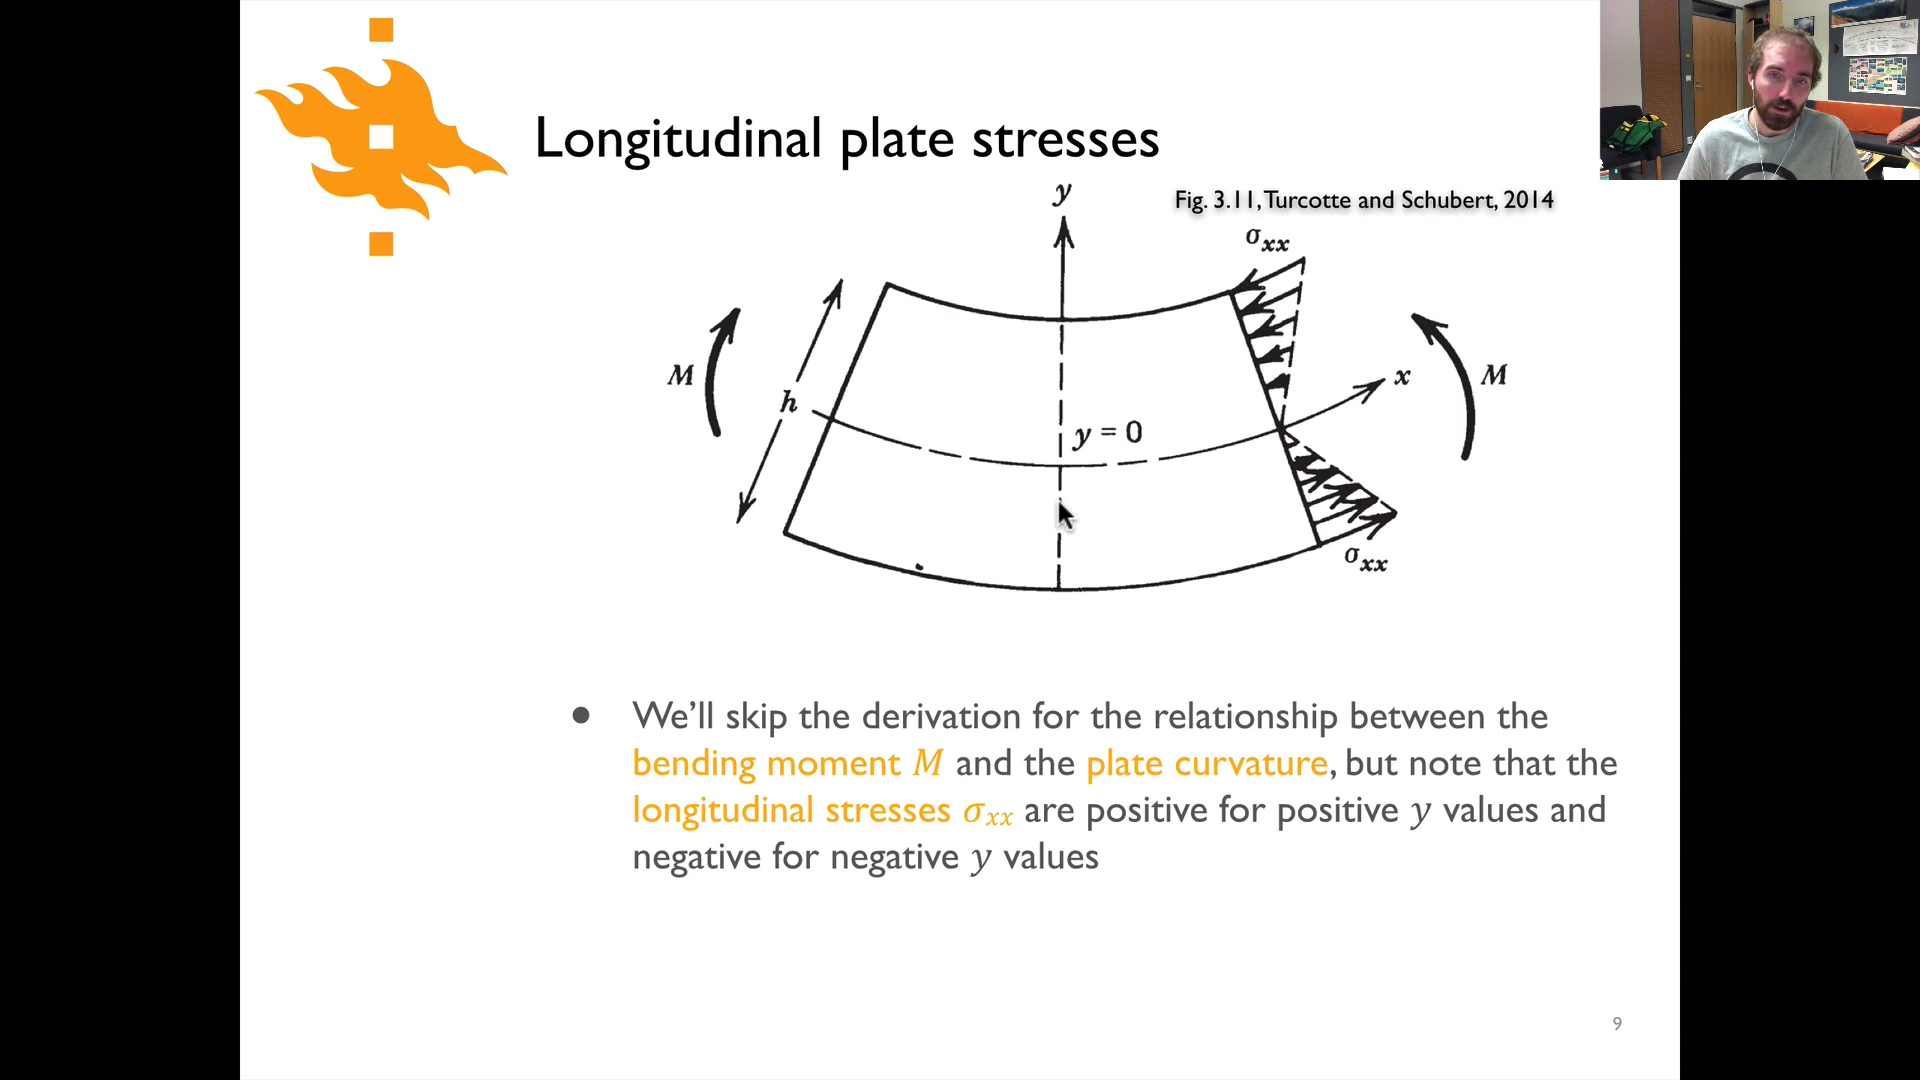 Longitudinal plate stresses
Fig. 3.11, Turcotte and Schubert, 2014
y
σxx
M
h
x
M
y = 0
σxx
● We’ll skip the derivation for the relationship between the
bending moment M and the plate curvature, but note that the
longitudinal stresses σxx are positive for positive y values and
negative for negative y values
9